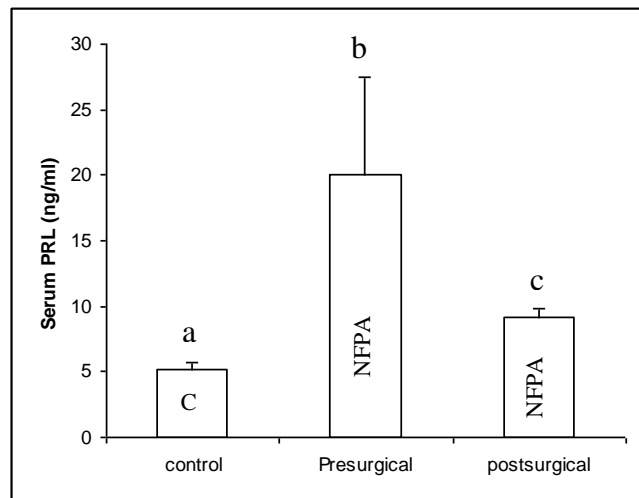 30
25
20
15
10
5
0
Serum PRL (ng/ml)
a
b
c
C
NFPA
NFPA
control
Presurgical
postsurgical